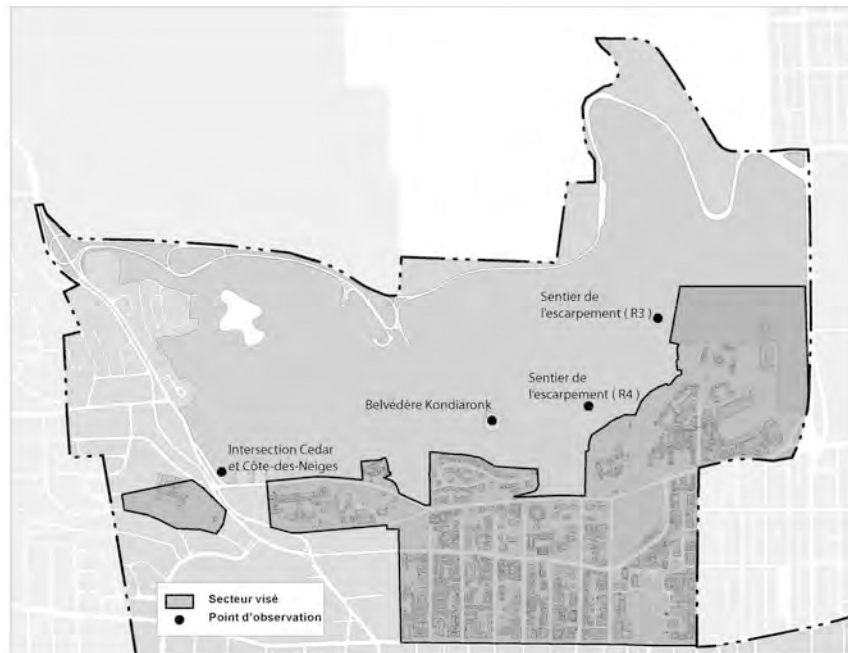 Sentier de
l'escarpement ( R3 )
Sentier de
l'escarpement ( R4)
Belvédère Kondiaronk
Intersection Cedar
et Côte-des-Neiges
Secteur visé
Point d'observation